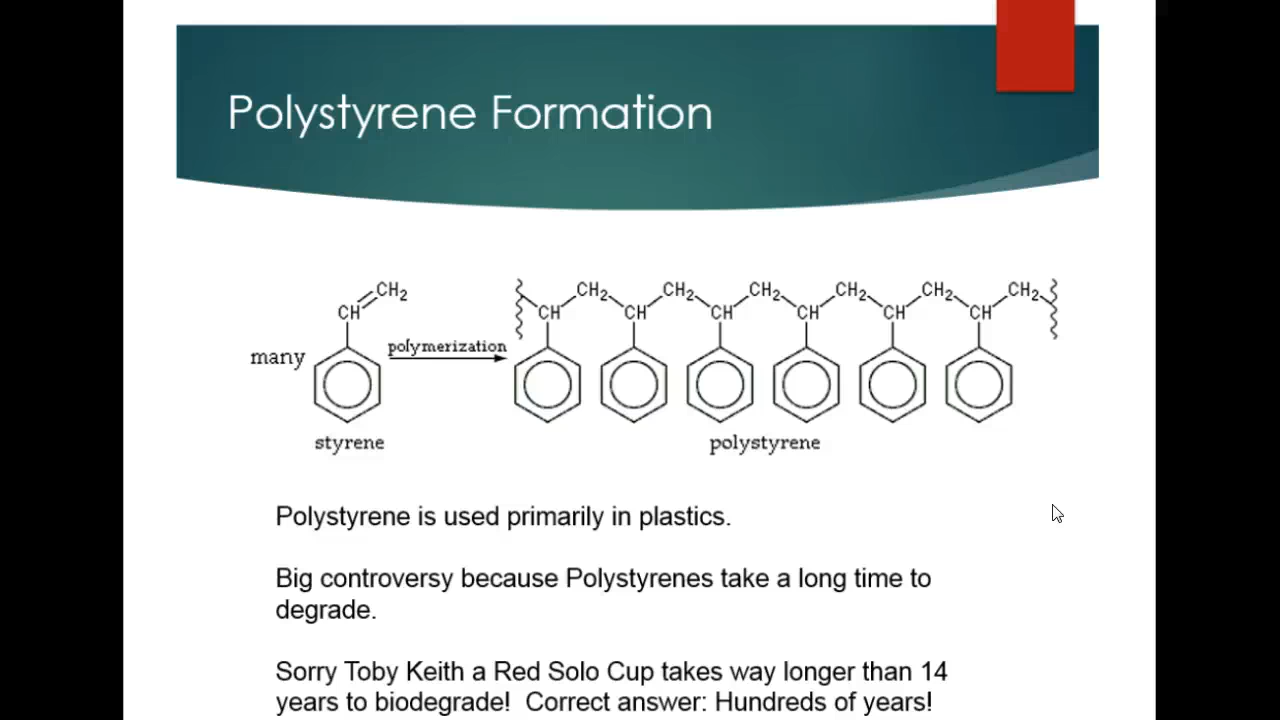 Polystyrene Formation
CH2 CH2 CH2 CH2 CH2 CH2 CH2
CH CH CH CH CH CH CH
many polymerization
styrene polystyrene
Polystyrene is used primarily in plastics.
Big controversy because Polystyrenes take a long time to
degrade.
Sorry Toby Keith a Red Solo Cup takes way longer than 14
years to biodegrade!  Correct answer: Hundreds of years!